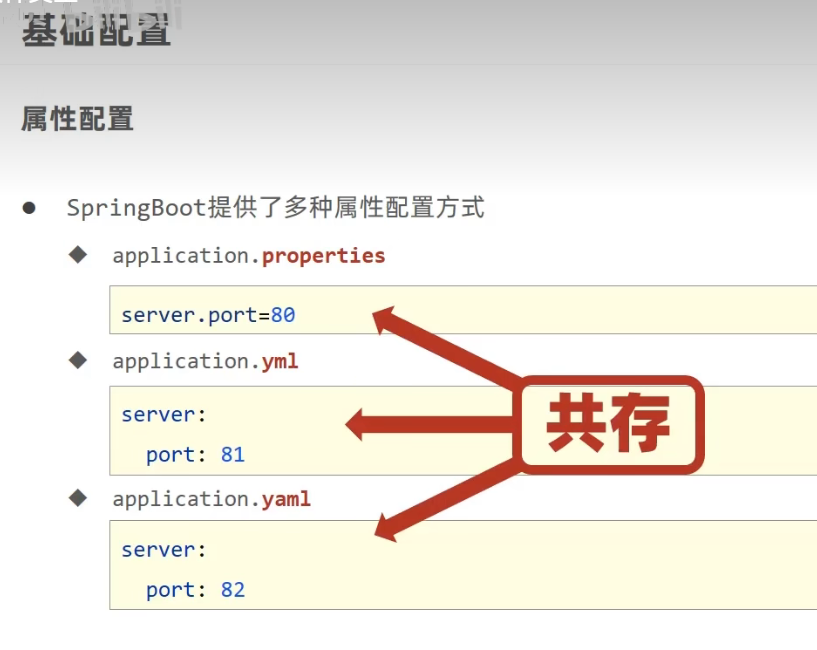 基础配置
属性配置
● SpringBoot提供了多种属性配置方式
◆ application.properties
server.port=80
◆ application.yml
server:
  port: 81
共存
◆ application.yaml
server:
  port: 82